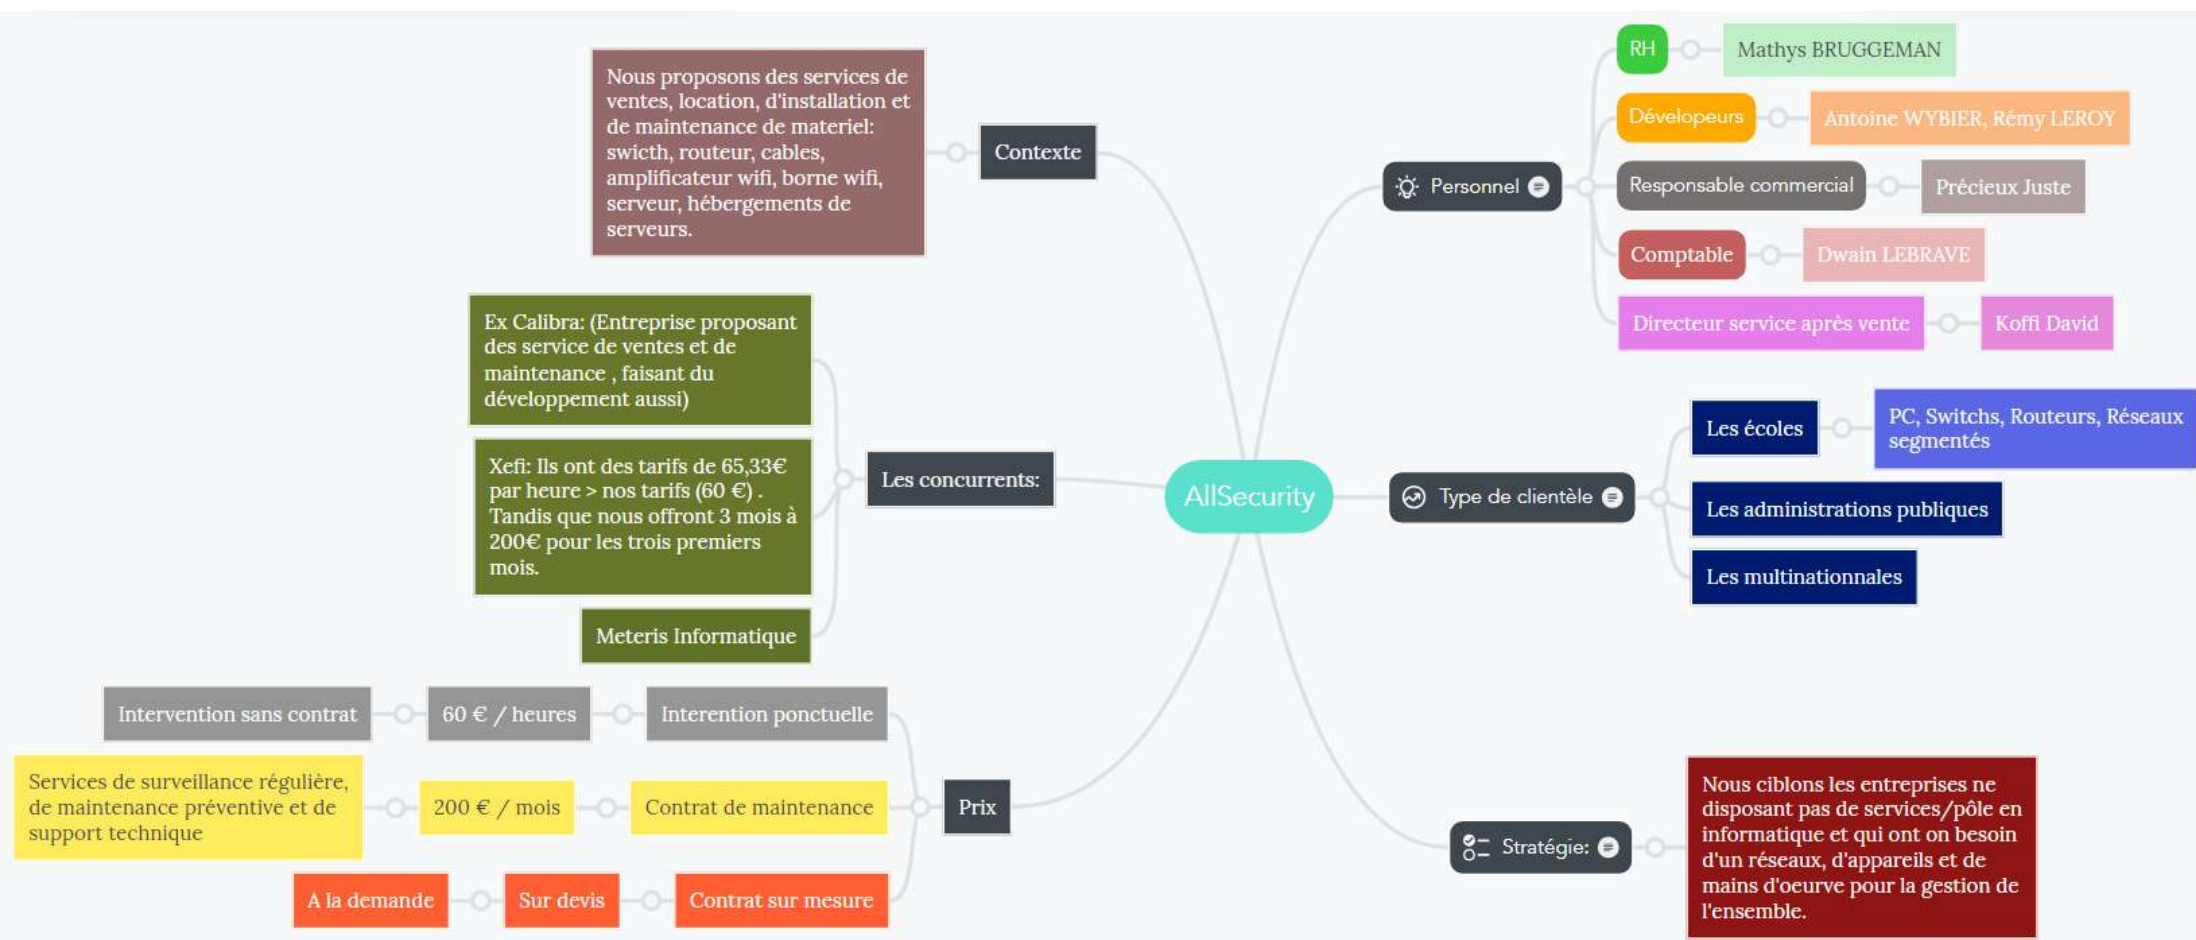 AllSecurity
Contexte
Nous proposons des services de
ventes, location, d'installation et
de maintenance de materiel:
swicth, routeur, cables,
amplificateur wifi, borne wifi,
serveur, hébergements de
serveurs.
Les concurrents:
Ex Calibra: (Entreprise proposant
des service de ventes et de
maintenance , faisant du
développement aussi)
Xefi: Ils ont des tarifs de 65,33€
par heure > nos tarifs (60 €) .
Tandis que nous offront 3 mois à
200€ pour les trois premiers
mois.
Meteris Informatique
Prix
Interention ponctuelle
60 € / heures
Intervention sans contrat
Contrat de maintenance
200 € / mois
Services de surveillance régulière,
de maintenance préventive et de
support technique
Contrat sur mesure
Sur devis
A la demande
Personnel
RH
Mathys BRUGGEMAN
Dévelopeurs
Antoine WYBIER, Rémy LEROY
Responsable commercial
Précieux Juste
Comptable
Dwain LEBRAVE
Directeur service après vente
Koffi David
Type de clientèle
Les écoles
PC, Switchs, Routeurs, Réseaux
segmentés
Les administrations publiques
Les multinationnales
Stratégie:
Nous ciblons les entreprises ne
disposant pas de services/pôle en
informatique et qui ont on besoin
d'un réseaux, d'appareils et de
mains d'oeurve pour la gestion de
l'ensemble.